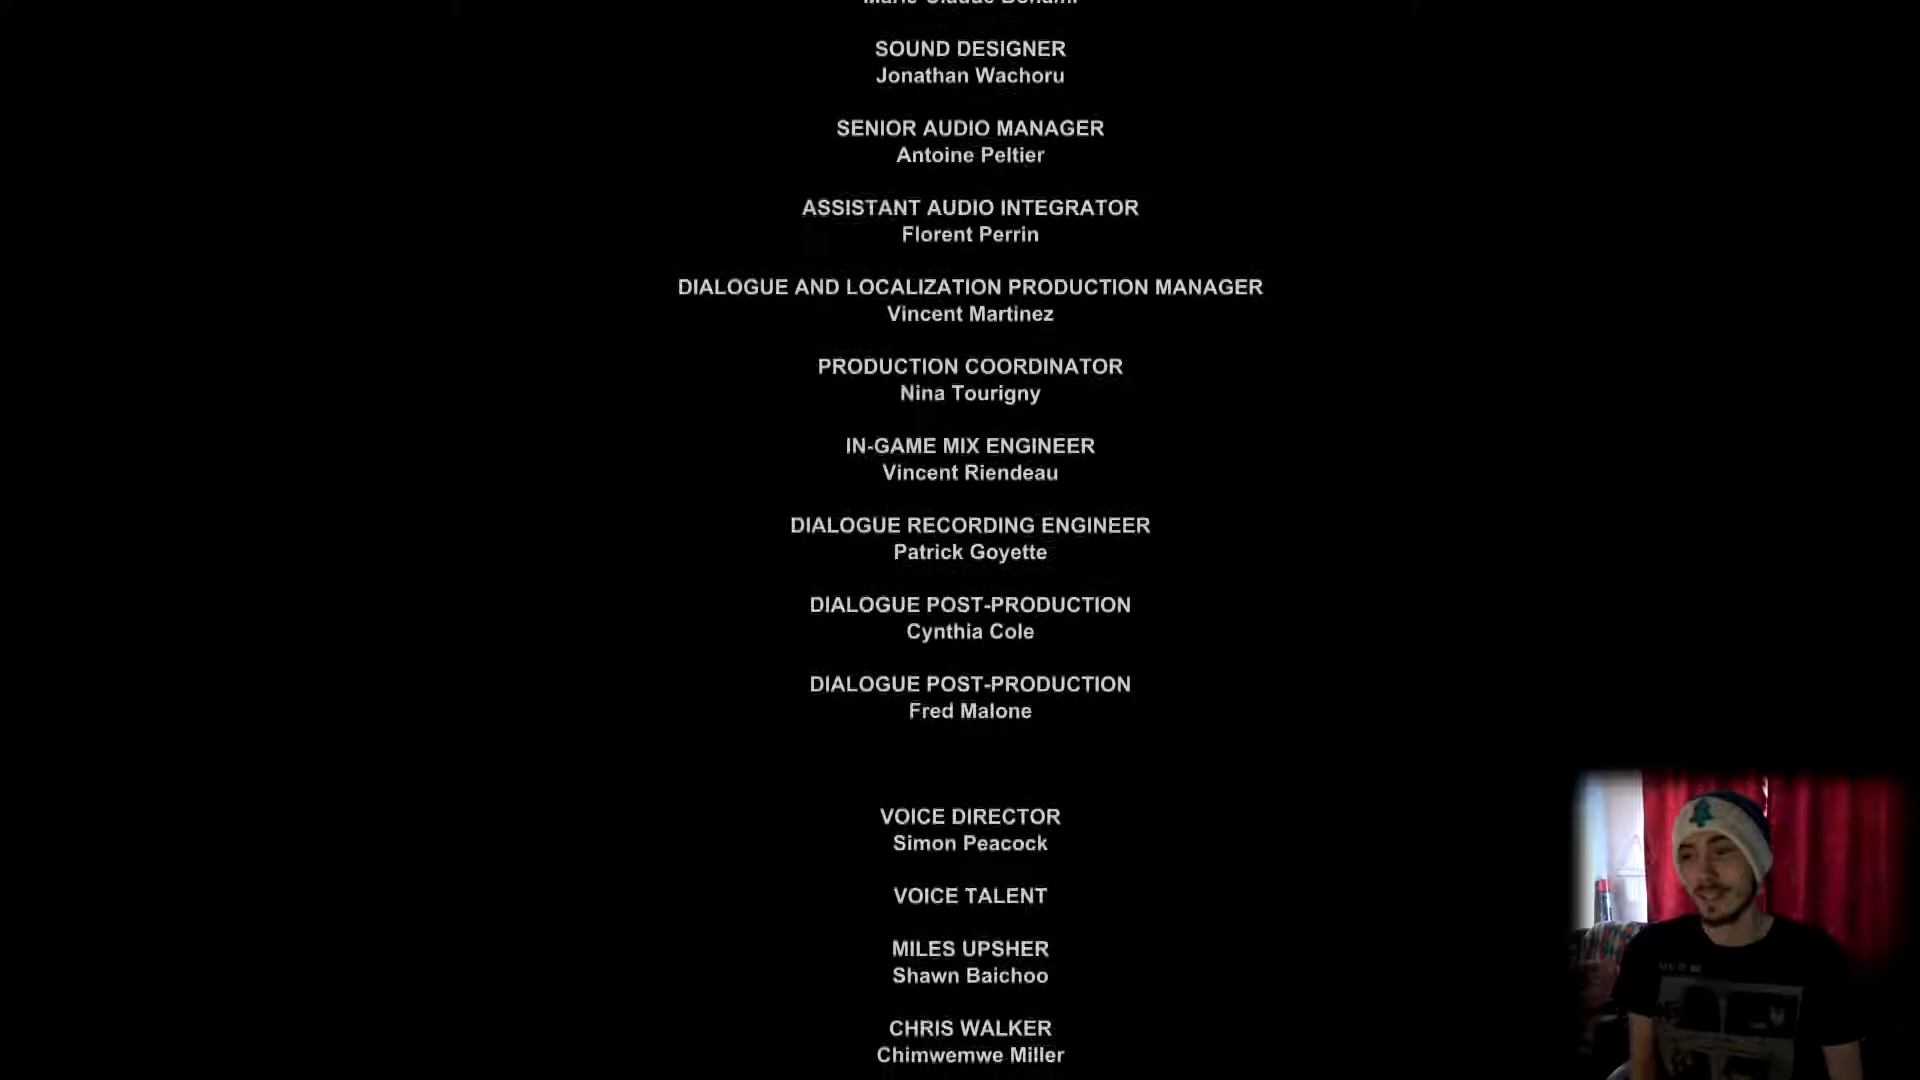 SOUND DESIGNER
Jonathan Wachoru
SENIOR AUDIO MANAGER
Antoine Peltier
ASSISTANT AUDIO INTEGRATOR
Florent Perrin
DIALOGUE AND LOCALIZATION PRODUCTION MANAGER
Vincent Martinez
PRODUCTION COORDINATOR
Nina Tourigny
IN-GAME MIX ENGINEER
Vincent Riendeau
DIALOGUE RECORDING ENGINEER
Patrick Goyette
DIALOGUE POST-PRODUCTION
Cynthia Cole
DIALOGUE POST-PRODUCTION
Fred Malone
VOICE DIRECTOR
Simon Peacock
VOICE TALENT
MILES UPSHER
Shawn Baichoo
CHRIS WALKER
Chimwemwe Miller